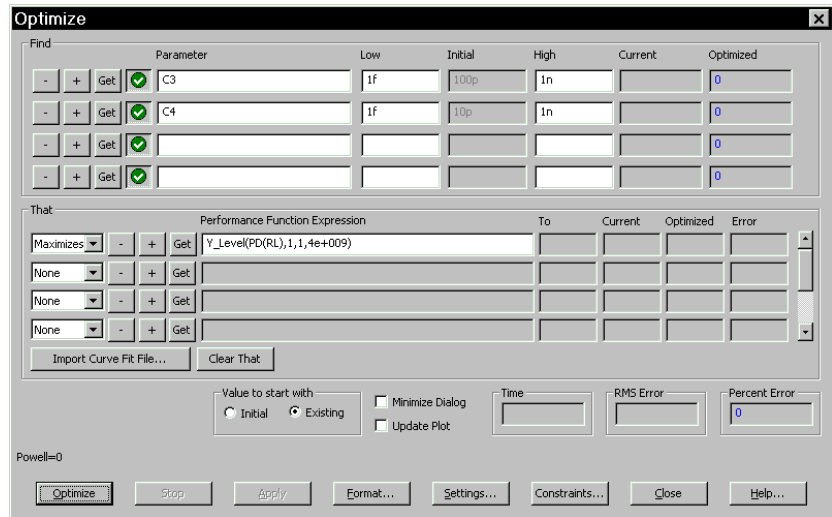 Optimize
Find
Parameter Low Initial High Current Optimized
- + Get C3 1f 100p 1n 0
- + Get C4 1f 10p 1n 0
- + Get 0
- + Get 0
That
Performance Function Expression To Current Optimized Error
Maximizes - + Get Y_Level(PD(RL),1,1,4e+009)
None - + Get
None - + Get
None - + Get
Import Curve Fit File... Clear That
Value to start with
Initial Existing
Minimize Dialog
Update Plot
Time
RMS Error
Percent Error
0
Powell=0
Optimize Stop Apply Format... Settings... Constraints... Close Help...